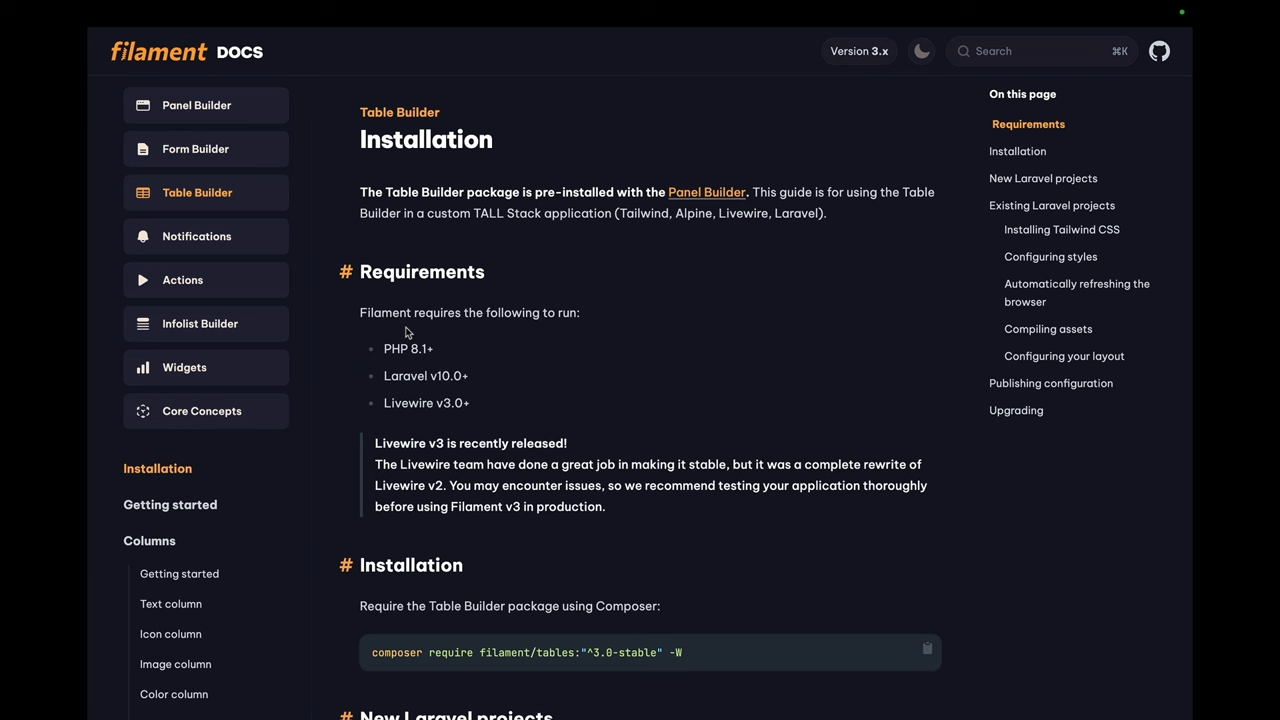 filament DOCS
Version 3.x
Search
⌘K
Panel Builder
Form Builder
Table Builder
Notifications
Actions
Infolist Builder
Widgets
Core Concepts
Installation
Getting started
Columns
Getting started
Text column
Icon column
Image column
Color column
Table Builder
Installation
The Table Builder package is pre-installed with the Panel Builder. This guide is for using the Table
Builder in a custom TALL Stack application (Tailwind, Alpine, Livewire, Laravel).
# Requirements
Filament requires the following to run:
PHP 8.1+
Laravel v10.0+
Livewire v3.0+
Livewire v3 is recently released!
The Livewire team have done a great job in making it stable, but it was a complete rewrite of
Livewire v2. You may encounter issues, so we recommend testing your application thoroughly
before using Filament v3 in production.
# Installation
Require the Table Builder package using Composer:
composer require filament/tables:"^3.0-stable" -W
# New Laravel projects
On this page
Requirements
Installation
New Laravel projects
Existing Laravel projects
Installing Tailwind CSS
Configuring styles
Automatically refreshing the
browser
Compiling assets
Configuring your layout
Publishing configuration
Upgrading